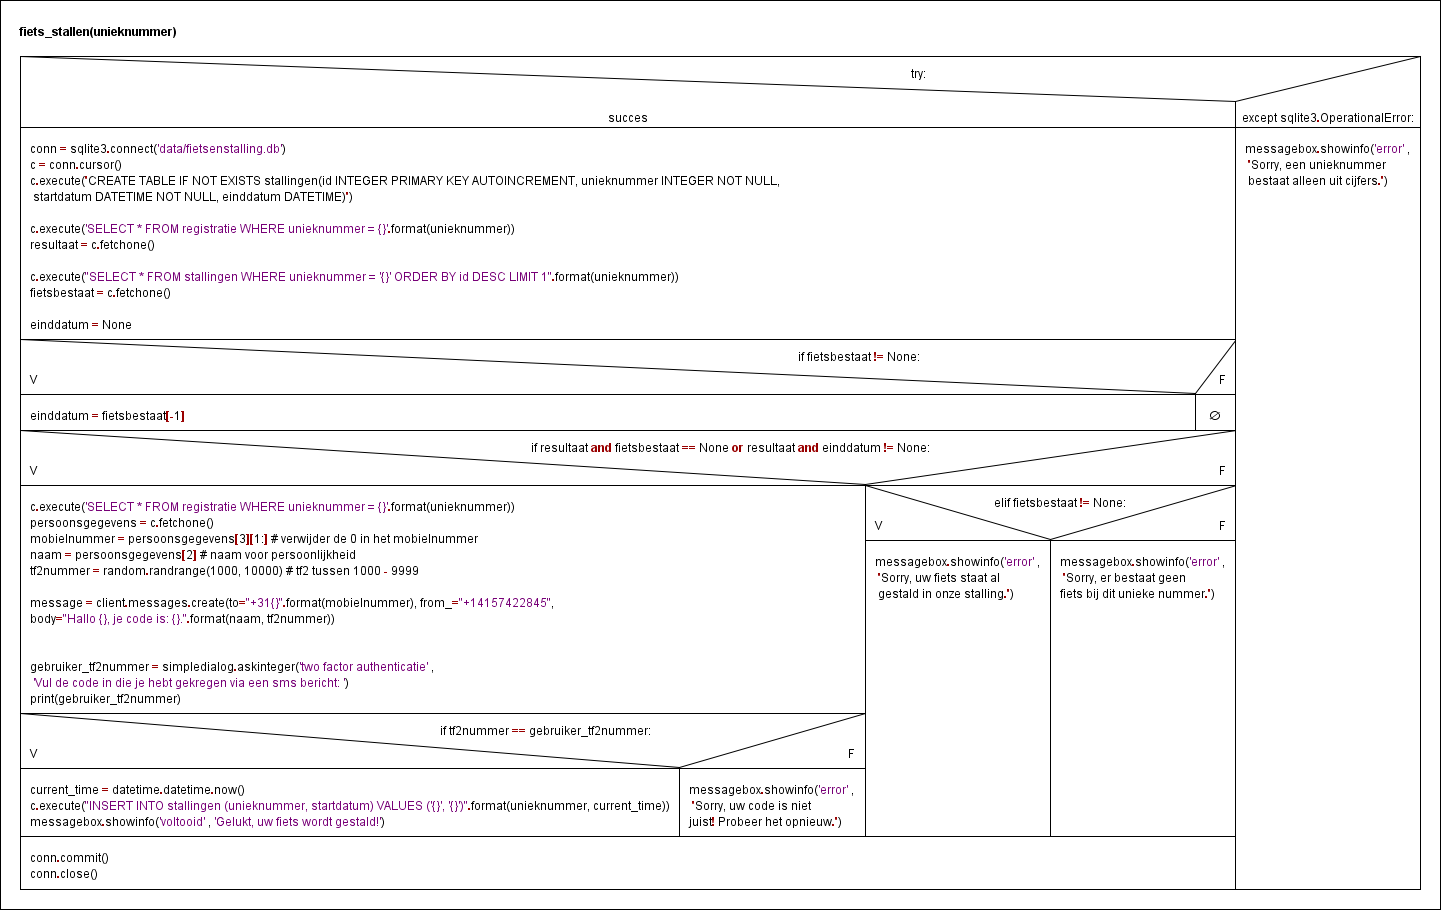 fiets_stallen(unieknummer)
try:
succes
except sqlite3.OperationalError:
conn = sqlite3.connect('data/fietsenstalling.db')
c = conn.cursor()
c.execute("CREATE TABLE IF NOT EXISTS stallingen(id INTEGER PRIMARY KEY AUTOINCREMENT, unieknummer INTEGER NOT NULL,
startdatum DATETIME NOT NULL, einddatum DATETIME)")
c.execute('SELECT * FROM registratie WHERE unieknummer = {}'.format(unieknummer))
resultaat = c.fetchone()
c.execute("SELECT * FROM stallingen WHERE unieknummer = '{}' ORDER BY id DESC LIMIT 1".format(unieknummer))
fietsbestaat = c.fetchone()
einddatum = None
messagebox.showinfo('error' ,
"Sorry, een unieknummer
bestaat alleen uit cijfers.")
if fietsbestaat != None:
V
F
einddatum = fietsbestaat[-1]
∅
if resultaat and fietsbestaat == None or resultaat and einddatum != None:
V
F
c.execute('SELECT * FROM registratie WHERE unieknummer = {}'.format(unieknummer))
persoonsgegevens = c.fetchone()
mobielnummer = persoonsgegevens[3][1:] # verwijder de 0 in het mobielnummer
naam = persoonsgegevens[2] # naam voor persoonlijkheid
tf2nummer = random.randrange(1000, 10000) # tf2 tussen 1000 - 9999
message = client.messages.create(to="+31{}".format(mobielnummer), from_="+14157422845",
body="Hallo {}, je code is: {}.".format(naam, tf2nummer))
gebruiker_tf2nummer = simpledialog.askinteger('two factor authenticatie' ,
'Vul de code in die je hebt gekregen via een sms bericht: ')
print(gebruiker_tf2nummer)
elif fietsbestaat != None:
V
F
messagebox.showinfo('error' ,
"Sorry, uw fiets staat al
gestald in onze stalling.")
messagebox.showinfo('error' ,
"Sorry, er bestaat geen
fiets bij dit unieke nummer.")
if tf2nummer == gebruiker_tf2nummer:
V
F
current_time = datetime.datetime.now()
c.execute("INSERT INTO stallingen (unieknummer, startdatum) VALUES ('{}', '{}')".format(unieknummer, current_time))
messagebox.showinfo('voltooid' , 'Gelukt, uw fiets wordt gestald!')
messagebox.showinfo('error' ,
"Sorry, uw code is niet
juist! Probeer het opnieuw.")
conn.commit()
conn.close()